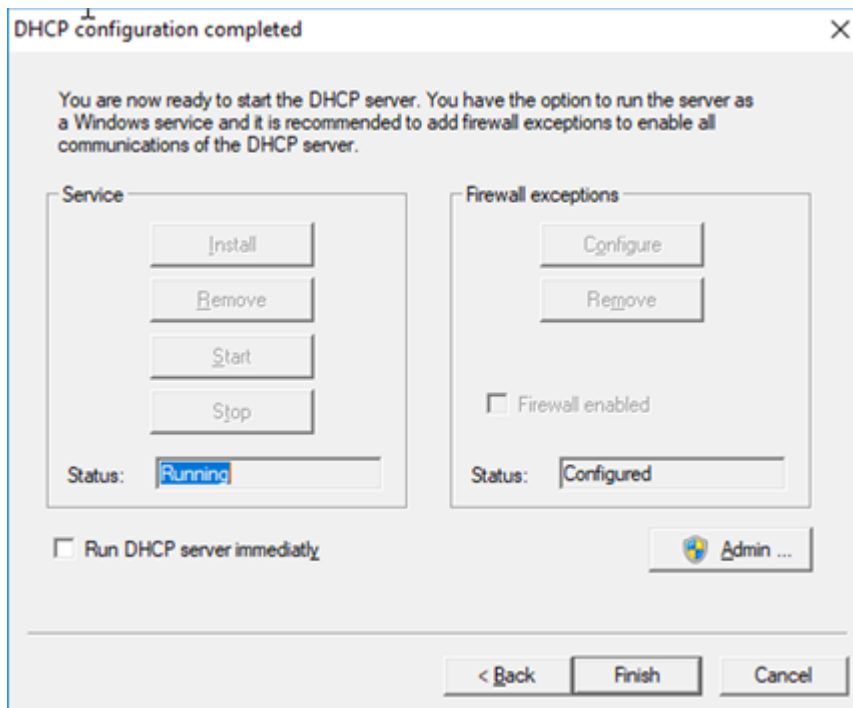 DHCP configuration completed
You are now ready to start the DHCP server. You have the option to run the server as
a Windows service and it is recommended to add firewall exceptions to enable all
communications of the DHCP server.
Service
Install
Remove
Start
Stop
Status: Running
Firewall exceptions
Configure
Remove
Firewall enabled
Status: Configured
Run DHCP server immediatly
Admin ...
< Back
Finish
Cancel